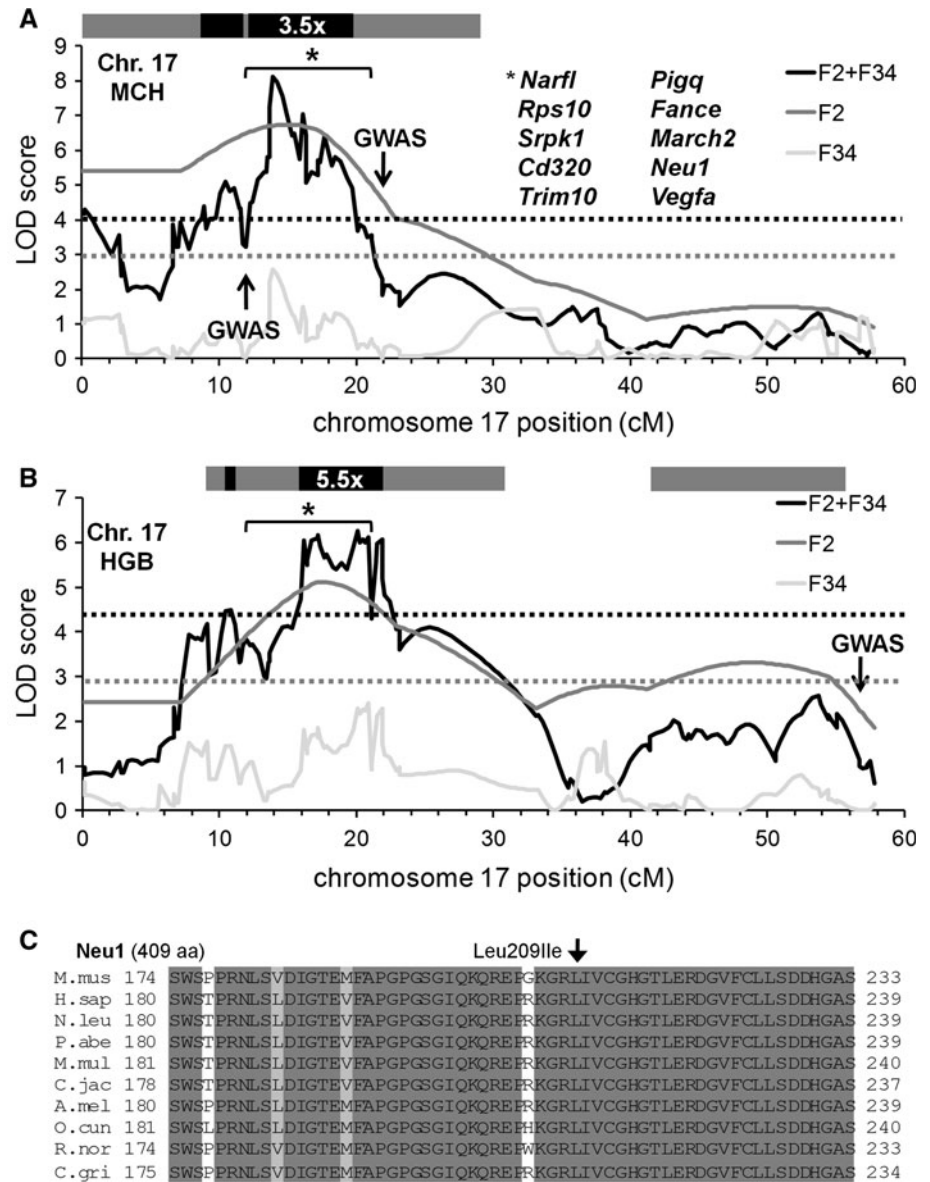 A
3.5x
Chr. 17
MCH
*
GWAS
GWAS
* Narfl Pigq
Rps10 Fance
Srpk1 March2
Cd320 Neu1
Trim10 Vegfa
F2+F34
F2
F34
LOD score
9
8
7
6
5
4
3
2
1
0
0 10 20 30 40 50 60
chromosome 17 position (cM)
B
5.5x
Chr. 17
HGB
*
GWAS
F2+F34
F2
F34
LOD score
7
6
5
4
3
2
1
0
0 10 20 30 40 50 60
chromosome 17 position (cM)
C
Neu1 (409 aa) Leu209Ile
M.mus 174 SWSPPRNLSVDIGTEMFAPGPGSGIQKQREPGKGRLIVCGHGTLERDGVFCLLSDDHGAS 233
H.sap 180 SWSTPRNLSLDIGTEVFAPGPGSGIQKQREPRKGRLIVCGHGTLERDGVFCLLSDDHGAS 239
N.leu 180 SWSTPRNLSLDIGTEVFAPGPGSGIQKQREPRKGRLIVCGHGTLERDGVFCLLSDDHGAS 239
P.abe 180 SWSTPRNLSLDIGTEVFAPGPGSGIQKQREPRKGRLIVCGHGTLERDGVFCLLSDDHGAS 239
M.mul 181 SWSTPRNLSLDIGTEVFAPGPGSGIQKQREPRKGRLIVCGHGTLERDGVFCLLSDDHGAS 240
C.jac 178 SWSTPRNLSLDIGTEVFAPGPGSGIQKQREPRKGRLIVCGHGTLERDGVFCLLSDDHGAS 237
A.mel 180 SWSPPRNLSLDIGTEMFAPGPGSGIQKQREPRKGRLIVCGHGTLERDGVFCLLSDDHGAS 239
O.cun 181 SWSLPRNLSLDIGTEMFAPGPGSGIQKQREPHKGRLIVCGHGTLERDGVFCLLSDDHGAS 240
R.nor 174 SWSPPRNLSVDIGTEMFAPGPGSGIQKQREPWKGRLIVCGHGTLERDGVFCLLSDDHGAS 233
C.gri 175 SWSPPRNLSVDIGTEMFAPGPGSGIQKQREPRKGRLIVCGHGTLERDGVFCLLSDDHGAS 234